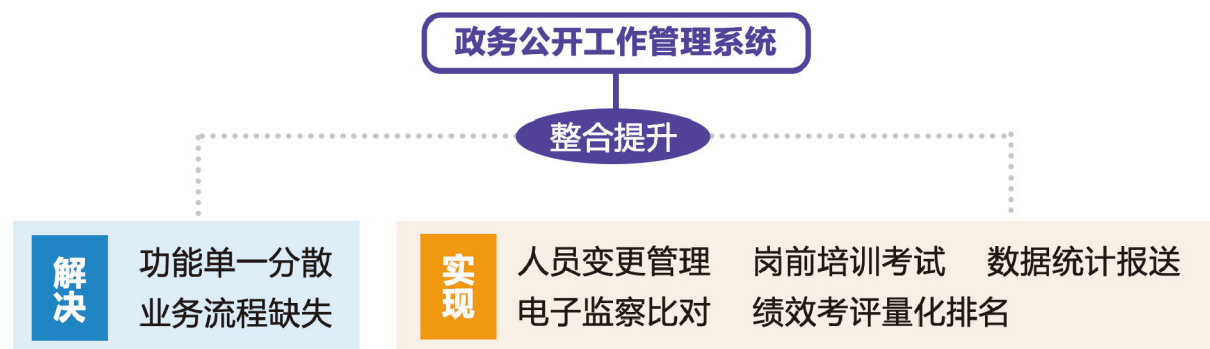 政务公开工作管理系统
整合提升
解决
功能单一分散
业务流程缺失
实现
人员变更管理 岗前培训考试 数据统计报送
电子监察比对 绩效考评量化排名